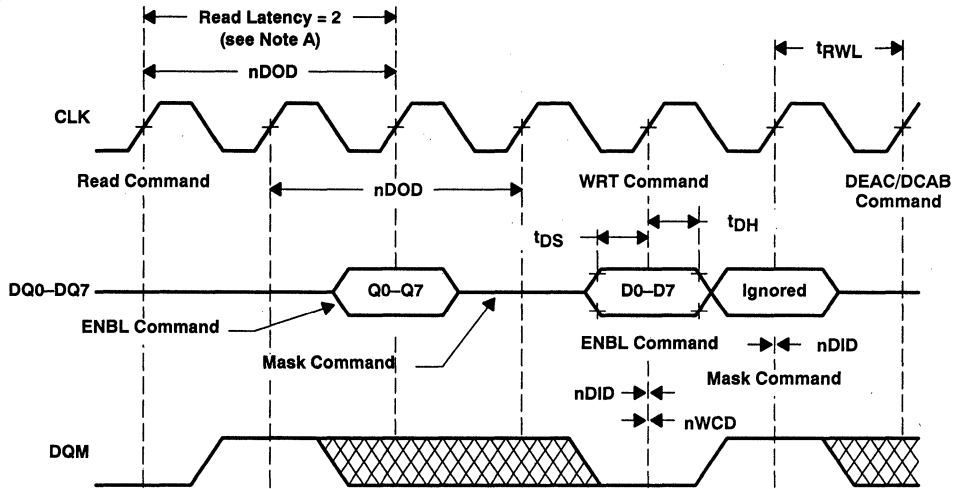 Read Latency = 2
(see Note A)
tRWL
nDOD
CLK
Read Command
nDOD
WRT Command
DEAC/DCAB
Command
tDS
tDH
DQ0–DQ7
Q0–Q7
D0–D7
Ignored
ENBL Command
Mask Command
ENBL Command
nDID
Mask Command
nDID
nWCD
DQM